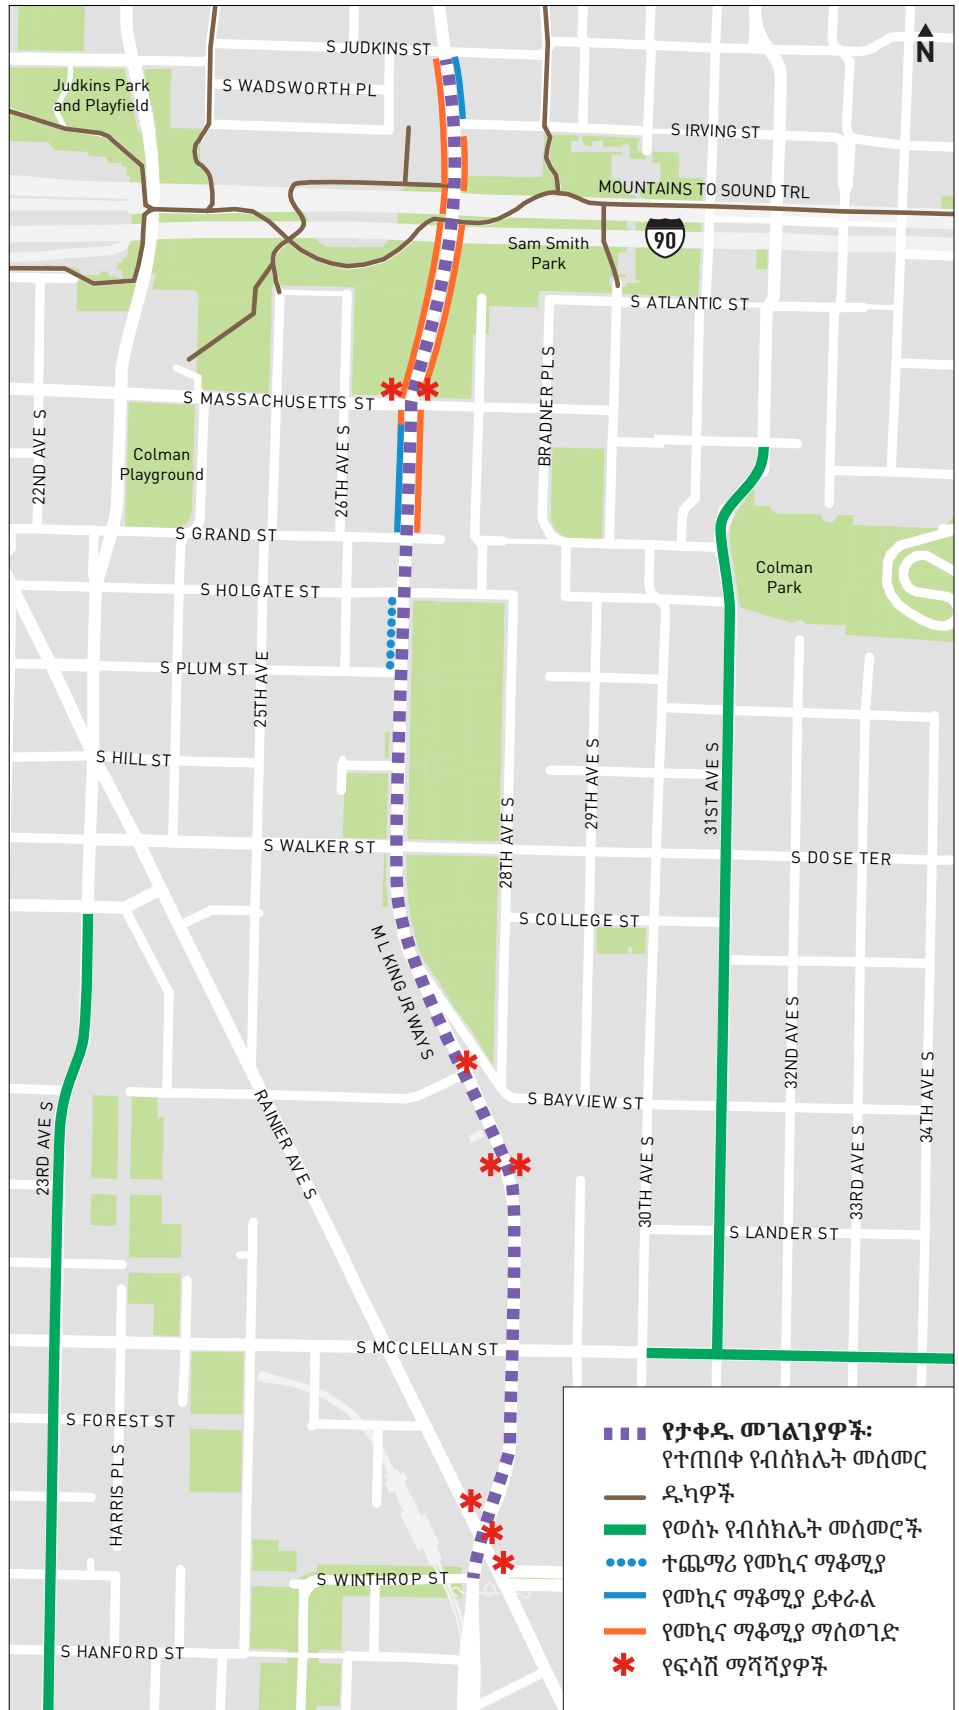 S JUDKINS ST
N
Judkins Park
and Playfield
S WADSWORTH PL
S IRVING ST
MOUNTAINS TO SOUND TRL
90
Sam Smith
Park
S ATLANTIC ST
S MASSACHUSETTS ST
BRADNER PL S
22ND AVE S
Colman
Playground
26TH AVE S
S GRAND ST
Colman
Park
S HOLGATE ST
S PLUM ST
25TH AVE
S HILL ST
29TH AVE S
31ST AVE S
28TH AVE S
S WALKER ST
S DOSE TER
S COLLEGE ST
M L KING JR WAY S
32ND AVE S
34TH AVE S
S BAYVIEW ST
RAINIER AVE S
23RD AVE S
30TH AVE S
33RD AVE S
S LANDER ST
S MCCLELLAN ST
S FOREST ST
HARRIS PL S
S WINTHROP ST
S HANFORD ST
የታቀዱ መገልገያዎች፡
የተጠበቀ የብስክሌት መስመር
ዱካዎች
የወሰኑ የብስክሌት መስመሮች
ተጨማሪ የመኪና ማቆሚያ
የመኪና ማቆሚያ ይቀራል
የመኪና ማቆሚያ ማስወገድ
የፍሳሽ ማሻሻያዎች